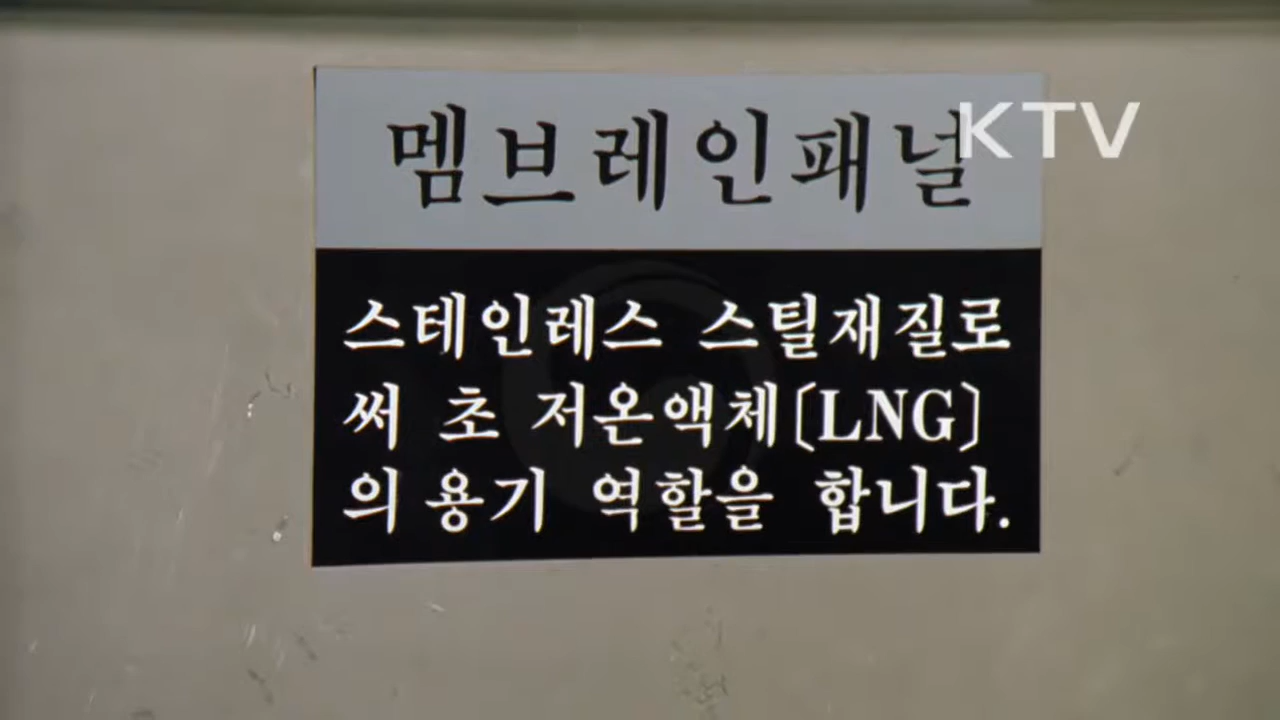 멤브레인패널
KTV
스테인레스 스틸재질로
써 초 저온액체〔LNG〕
의 용기 역할을 합니다.